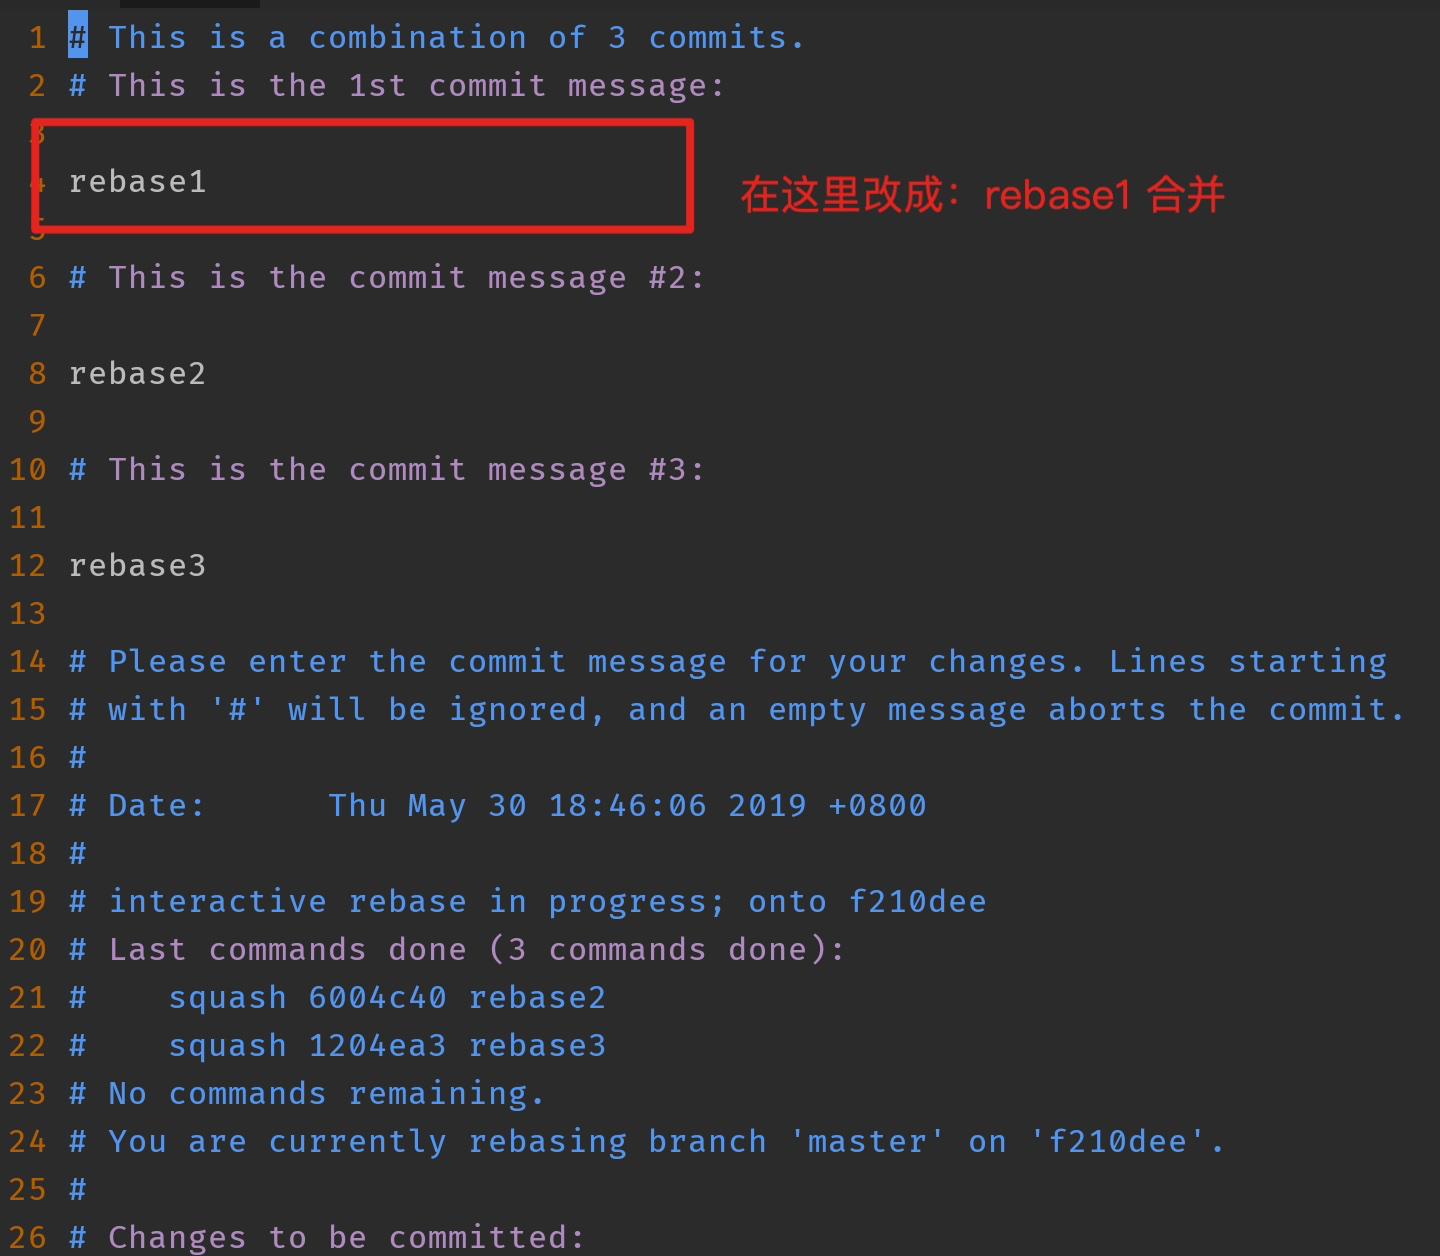 1 # This is a combination of 3 commits.
2 # This is the 1st commit message:
3
4 rebase1
在这里改成：rebase1 合并
5
6 # This is the commit message #2:
7
8 rebase2
9
10 # This is the commit message #3:
11
12 rebase3
13
14 # Please enter the commit message for your changes. Lines starting
15 # with '#' will be ignored, and an empty message aborts the commit.
16 #
17 # Date:      Thu May 30 18:46:06 2019 +0800
18 #
19 # interactive rebase in progress; onto f210dee
20 # Last commands done (3 commands done):
21 #    squash 6004c40 rebase2
22 #    squash 1204ea3 rebase3
23 # No commands remaining.
24 # You are currently rebasing branch 'master' on 'f210dee'.
25 #
26 # Changes to be committed: